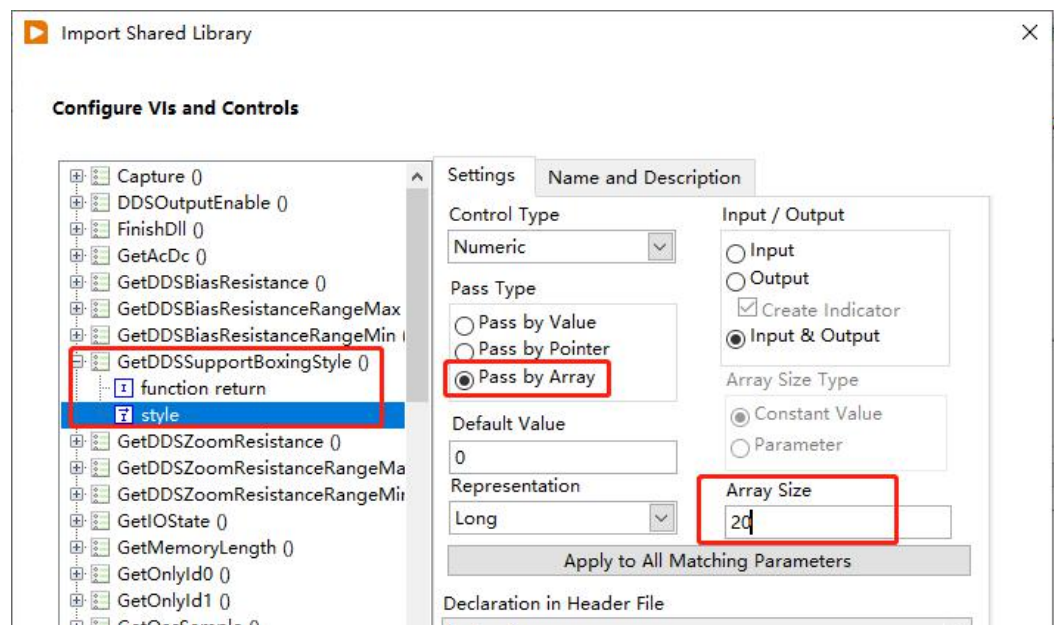 Import Shared Library
Configure VIs and Controls
Capture ()
DDSOutputEnable ()
FinishDll ()
GetAcDc ()
GetDDSBiasResistance ()
GetDDSBiasResistanceRangeMax
GetDDSBiasResistanceRangeMin (
GetDDSSupportBoxingStyle ()
function return
style
GetDDSZoomResistance ()
GetDDSZoomResistanceRangeMa
GetDDSZoomResistanceRangeMin
GetIOState ()
GetMemoryLength ()
GetOnlyId0 ()
GetOnlyId1 ()
Settings
Name and Description
Control Type
Numeric
Pass Type
Pass by Value
Pass by Pointer
Pass by Array
Default Value
0
Representation
Long
Input / Output
Input
Output
Create Indicator
Input & Output
Array Size Type
Constant Value
Parameter
Array Size
20
Apply to All Matching Parameters
Declaration in Header File